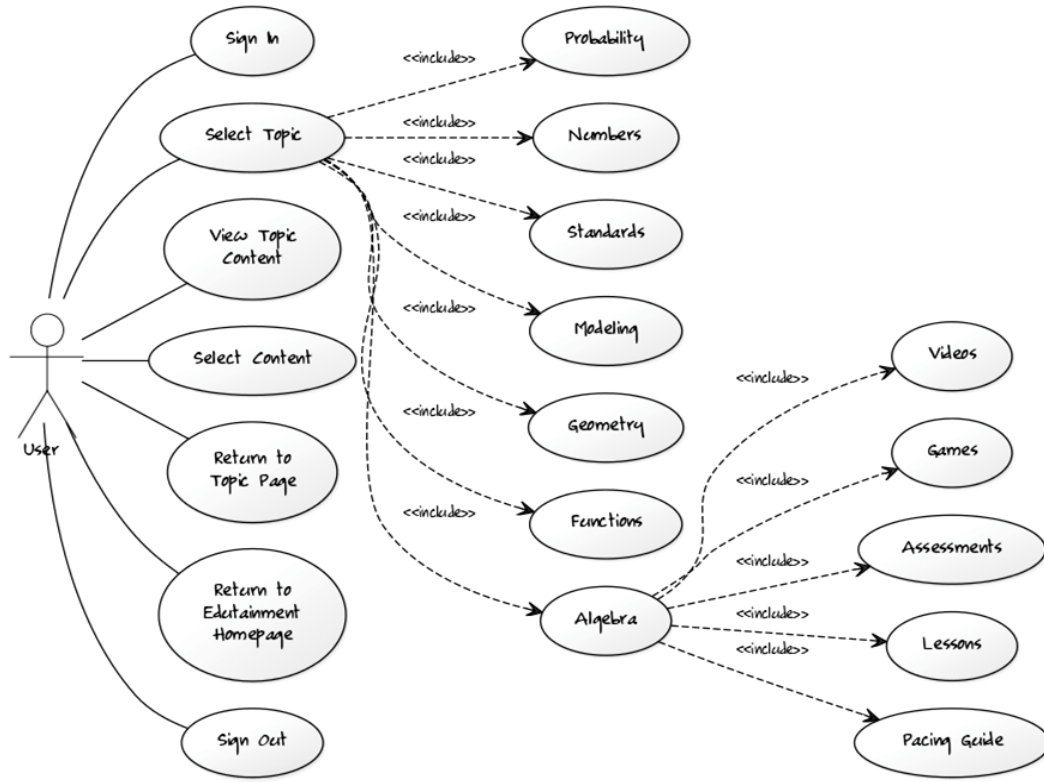 Sign In
Select Topic
View Topic
Content
Select Content
Return to
Topic Page
Return to
Edutainment
Homepage
Sign Out
User
<<include>>
<<include>>
<<include>>
<<include>>
<<include>>
<<include>>
<<include>>
Probability
Numbers
Standards
Modeling
Geometry
Functions
Algebra
<<include>>
<<include>>
<<include>>
<<include>>
<<include>>
Videos
Games
Assessments
Lessons
Pacing Guide